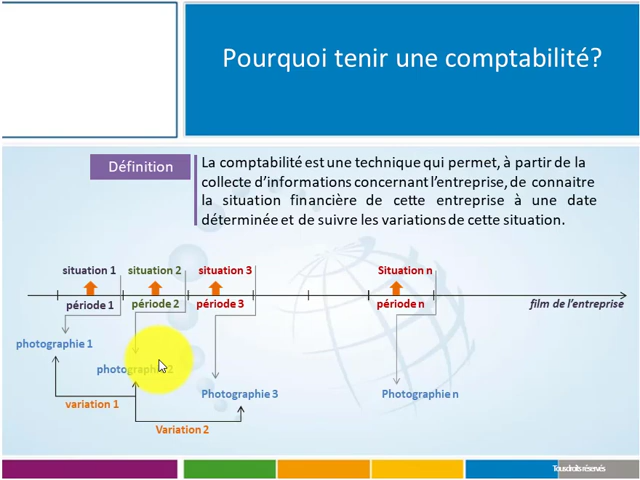 Pourquoi tenir une comptabilité?
Définition
La comptabilité est une technique qui permet, à partir de la
collecte d'informations concernant l'entreprise, de connaitre
la situation financière de cette entreprise à une date
déterminée et de suivre les variations de cette situation.
situation 1 situation 2 situation 3 Situation n
période 1 période 2 période 3 période n film de l'entreprise
photographie 1
photographie 2
Photographie 3 Photographie n
variation 1
Variation 2
Tous droits réservés